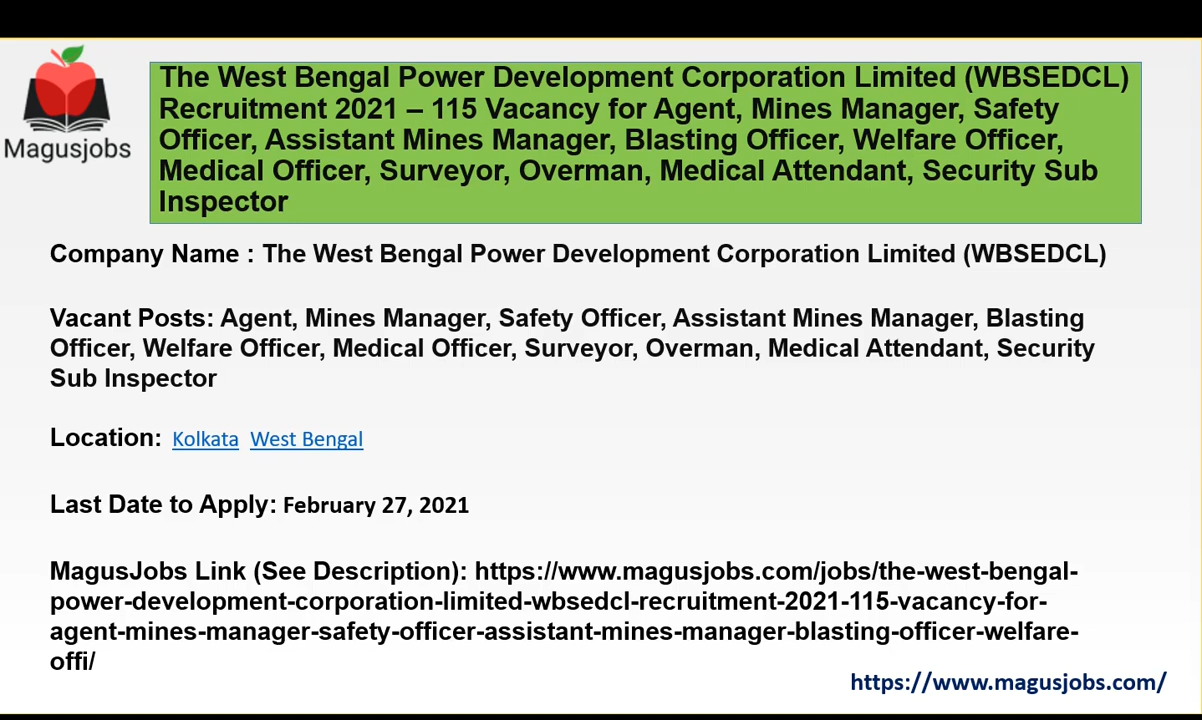 Magusjobs
The West Bengal Power Development Corporation Limited (WBSEDCL)
Recruitment 2021 – 115 Vacancy for Agent, Mines Manager, Safety
Officer, Assistant Mines Manager, Blasting Officer, Welfare Officer,
Medical Officer, Surveyor, Overman, Medical Attendant, Security Sub
Inspector
Company Name : The West Bengal Power Development Corporation Limited (WBSEDCL)
Vacant Posts: Agent, Mines Manager, Safety Officer, Assistant Mines Manager, Blasting
Officer, Welfare Officer, Medical Officer, Surveyor, Overman, Medical Attendant, Security
Sub Inspector
Location: Kolkata West Bengal
Last Date to Apply: February 27, 2021
MagusJobs Link (See Description): https://www.magusjobs.com/jobs/the-west-bengal-
power-development-corporation-limited-wbsedcl-recruitment-2021-115-vacancy-for-
agent-mines-manager-safety-officer-assistant-mines-manager-blasting-officer-welfare-
offi/
https://www.magusjobs.com/